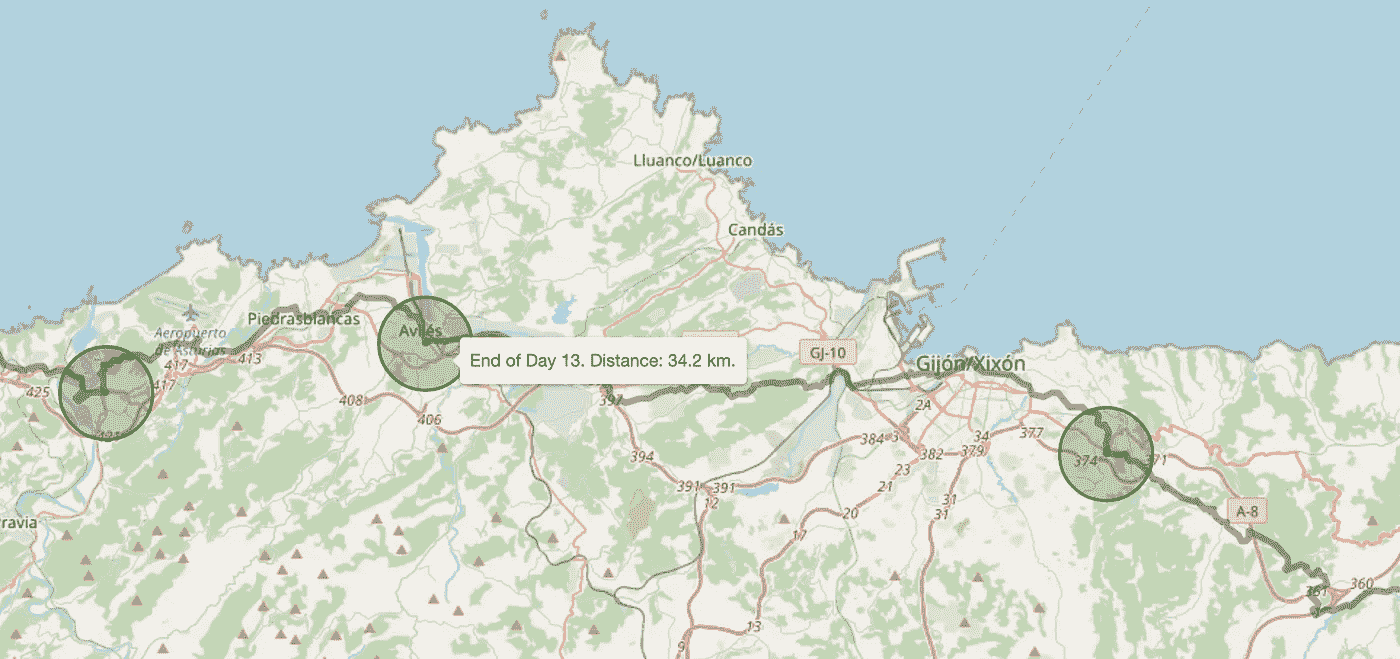 Lluanco/Luanco
Candás
Piedrasblancas
Aeropuerto
de Asturias
Avilés
End of Day 13. Distance: 34.2 km.
GJ-10
Gijón/Xixón
425
417
417
413
408
406
397
394
391
391
12
384
3
382
379
34
377
2A
23
21
20
17
13
9
31
31
374
A-8
361
360
ravia